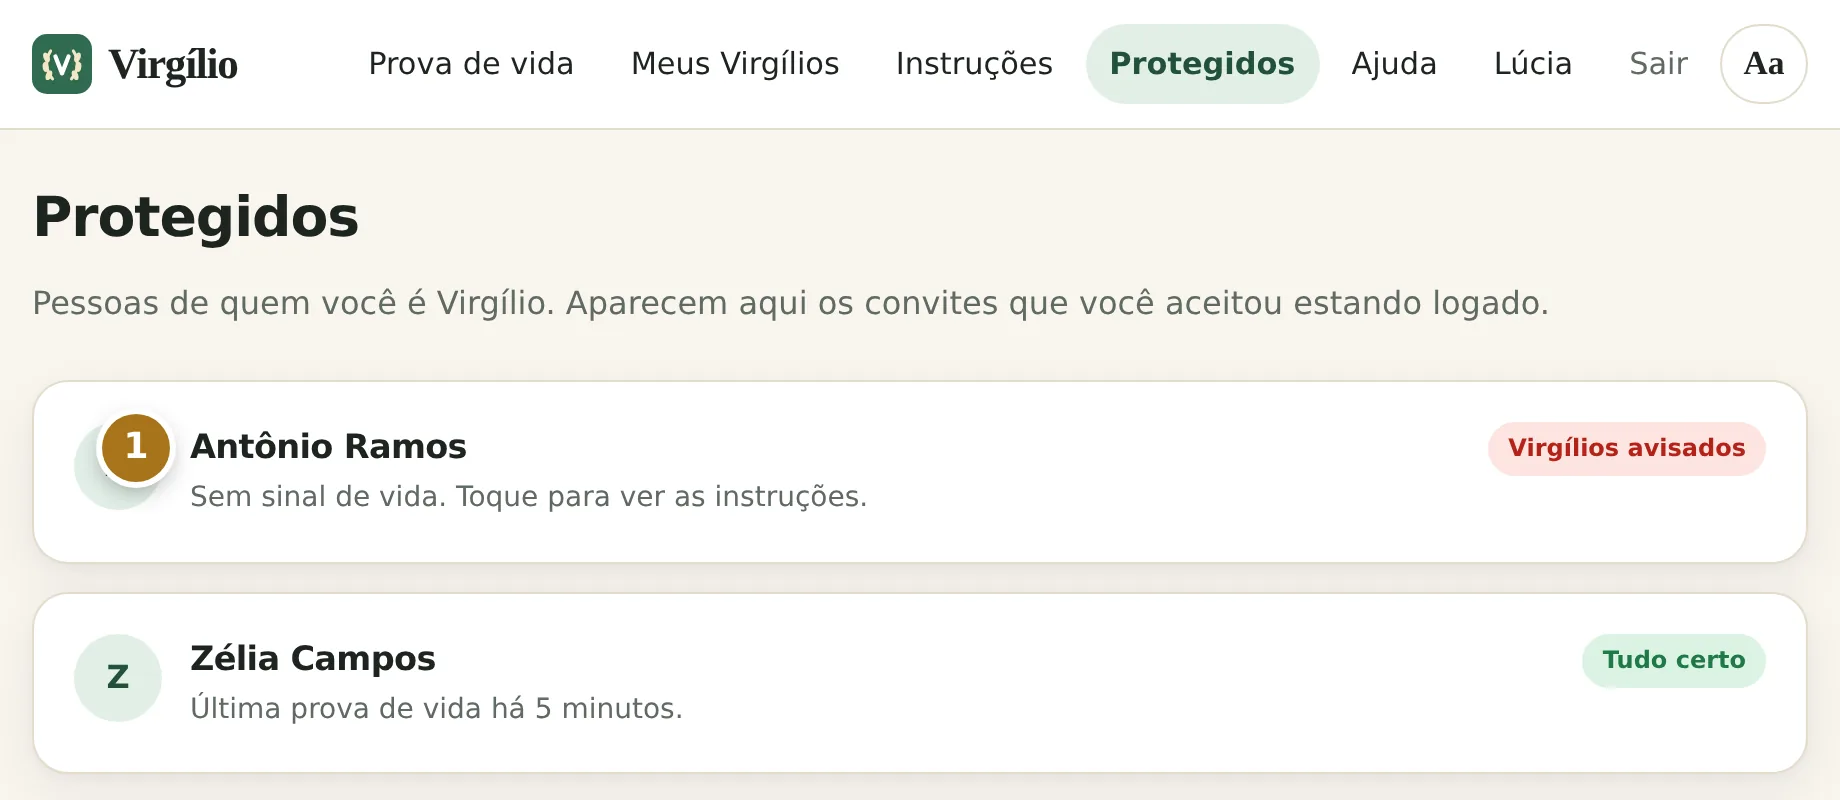 Virgílio
Prova de vida
Meus Virgílios
Instruções
Protegidos
Ajuda
Lúcia
Sair
Aa
Protegidos
Pessoas de quem você é Virgílio. Aparecem aqui os convites que você aceitou estando logado.
1
Antônio Ramos
Virgílios avisados
Sem sinal de vida. Toque para ver as instruções.
Z
Zélia Campos
Tudo certo
Última prova de vida há 5 minutos.